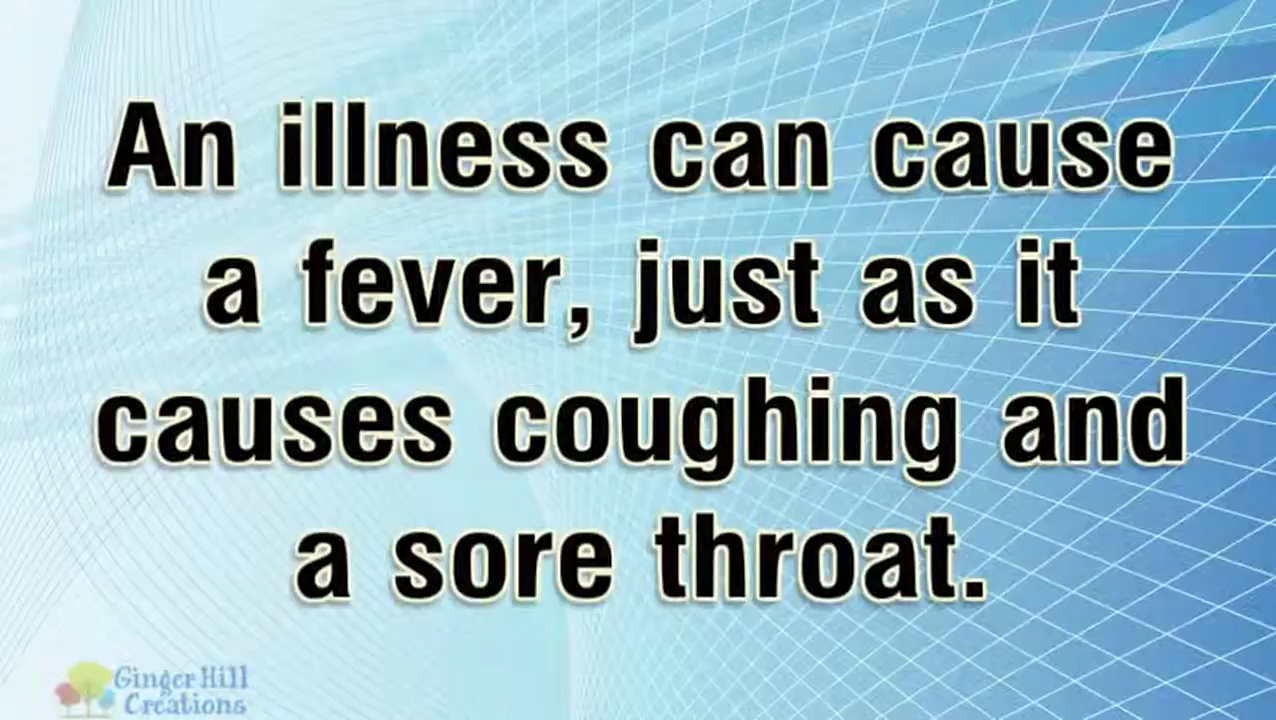 An illness can cause
a fever, just as it
causes coughing and
a sore throat.
Ginger Hill
Creations